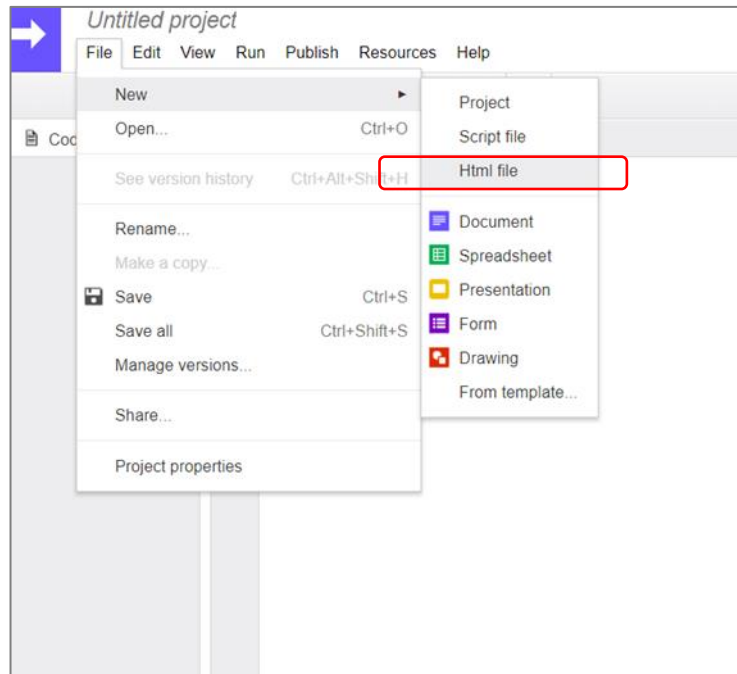 Untitled project
File Edit View Run Publish Resources Help
New
Open... Ctrl+O
See version history Ctrl+Alt+Shift+H
Rename...
Make a copy...
Save Ctrl+S
Save all Ctrl+Shift+S
Manage versions...
Share...
Project properties
Project
Script file
Html file
Document
Spreadsheet
Presentation
Form
Drawing
From template...